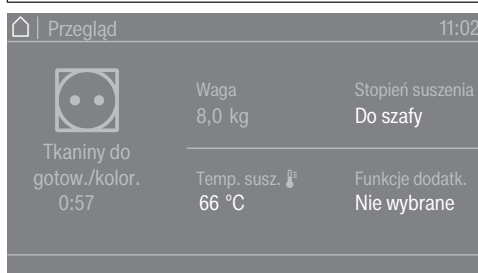 Przegląd 11:02
Waga
8,0 kg
Stopień suszenia
Do szafy
Tkaniny do
gotow./kolor.
0:57
Temp. susz.
66 °C
Funkcje dodatk.
Nie wybrane